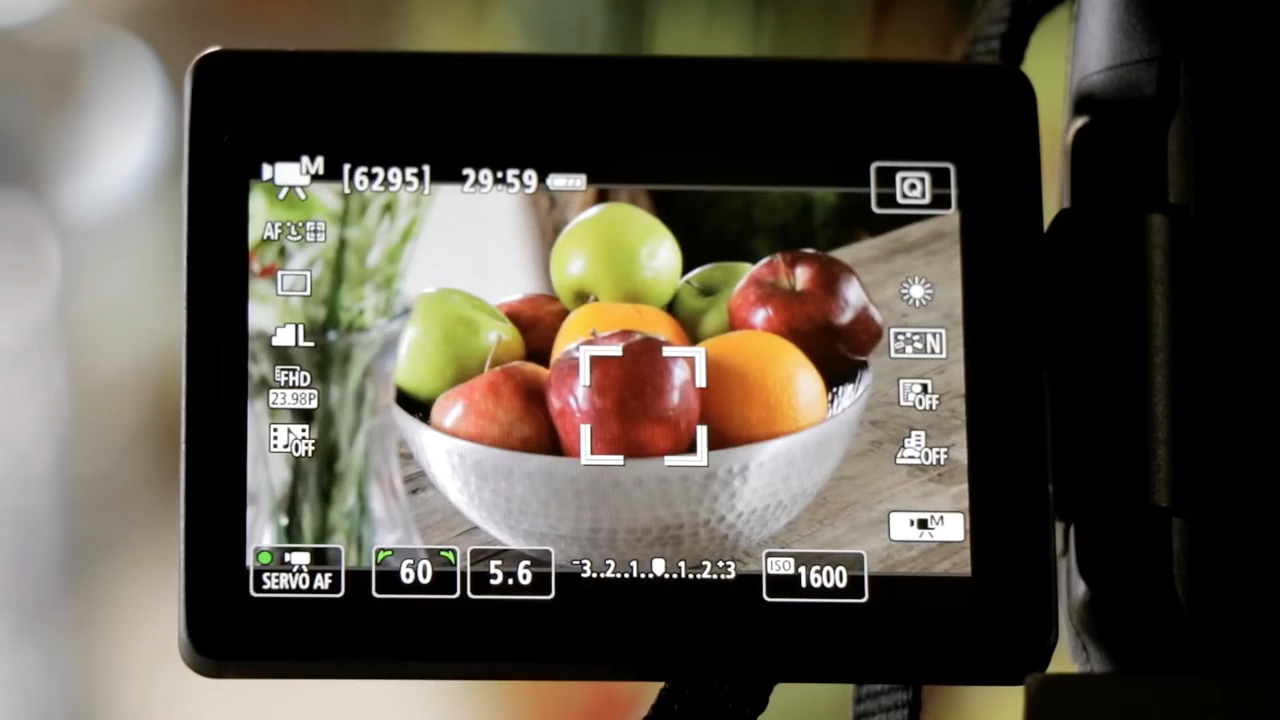 M [6295] 29:59 Q
AF
L
FHD
23.98P
N
OFF
OFF
OFF
M
SERVO AF
60
5.6
-3..2..1..0..1..2..+3
ISO 1600